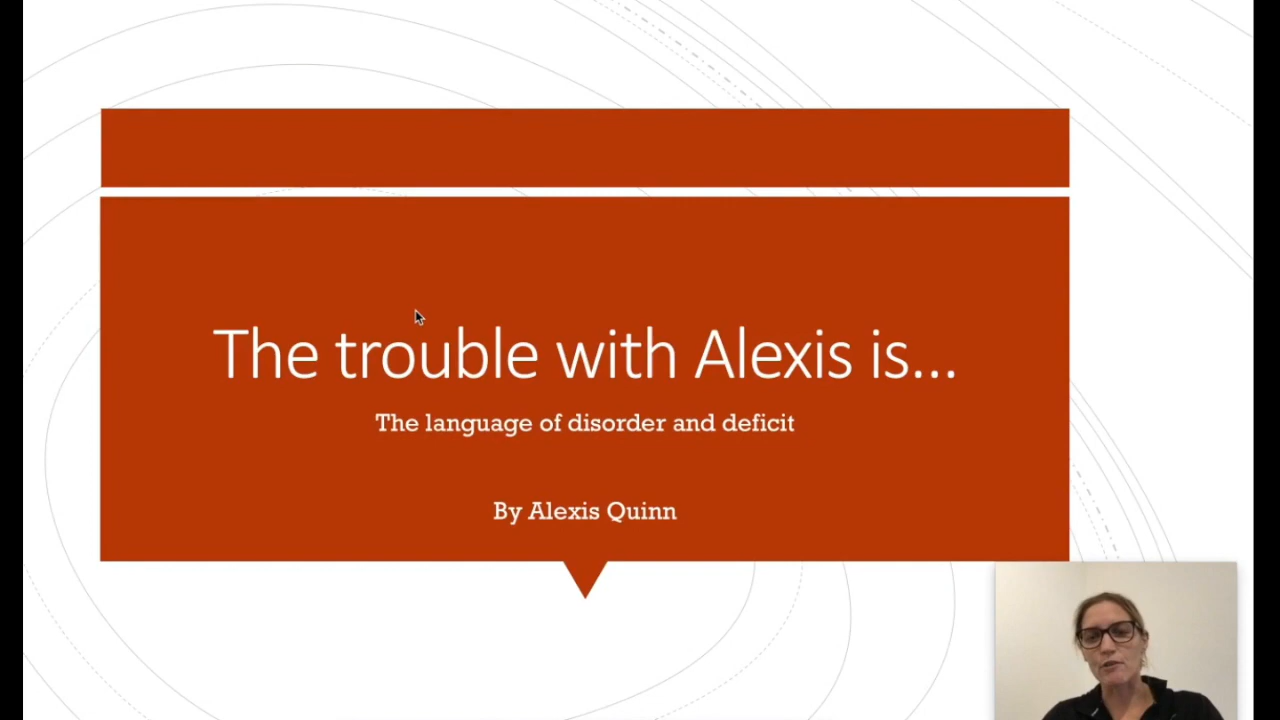 The trouble with Alexis is...
The language of disorder and deficit
By Alexis Quinn